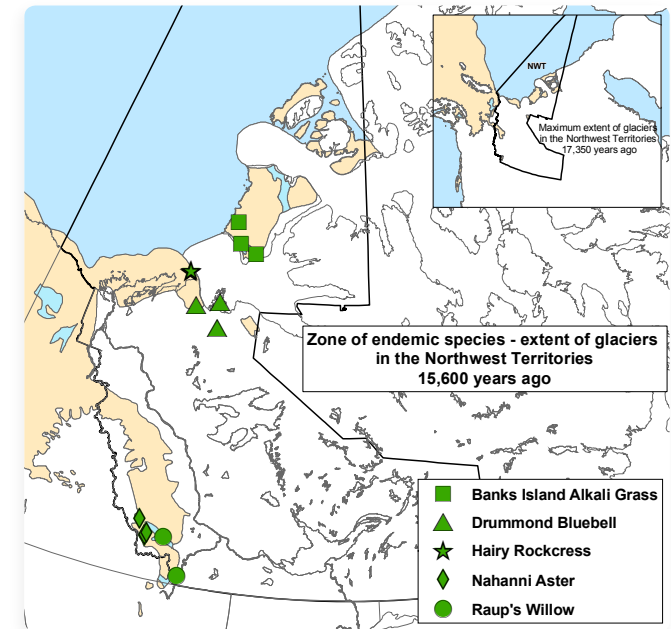 NWT
Maximum extent of glaciers
in the Northwest Territories
17,350 years ago
Zone of endemic species - extent of glaciers
in the Northwest Territories
15,600 years ago
Banks Island Alkali Grass
Drummond Bluebell
Hairy Rockcress
Nahanni Aster
Raup's Willow